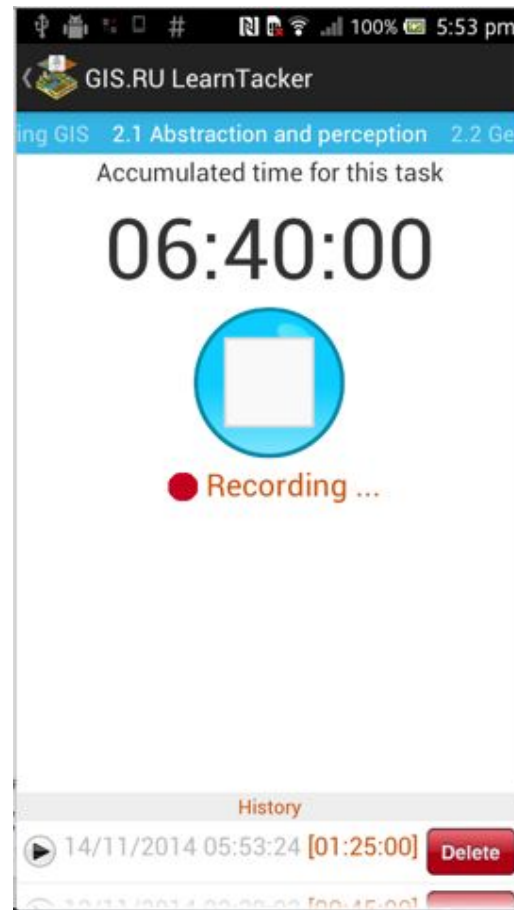 # 100% 5:53 pm
GIS.RU LearnTacker
ing GIS 2.1 Abstraction and perception 2.2 Ge
Accumulated time for this task
06:40:00
Recording ...
History
14/11/2014 05:53:24 [01:25:00] Delete